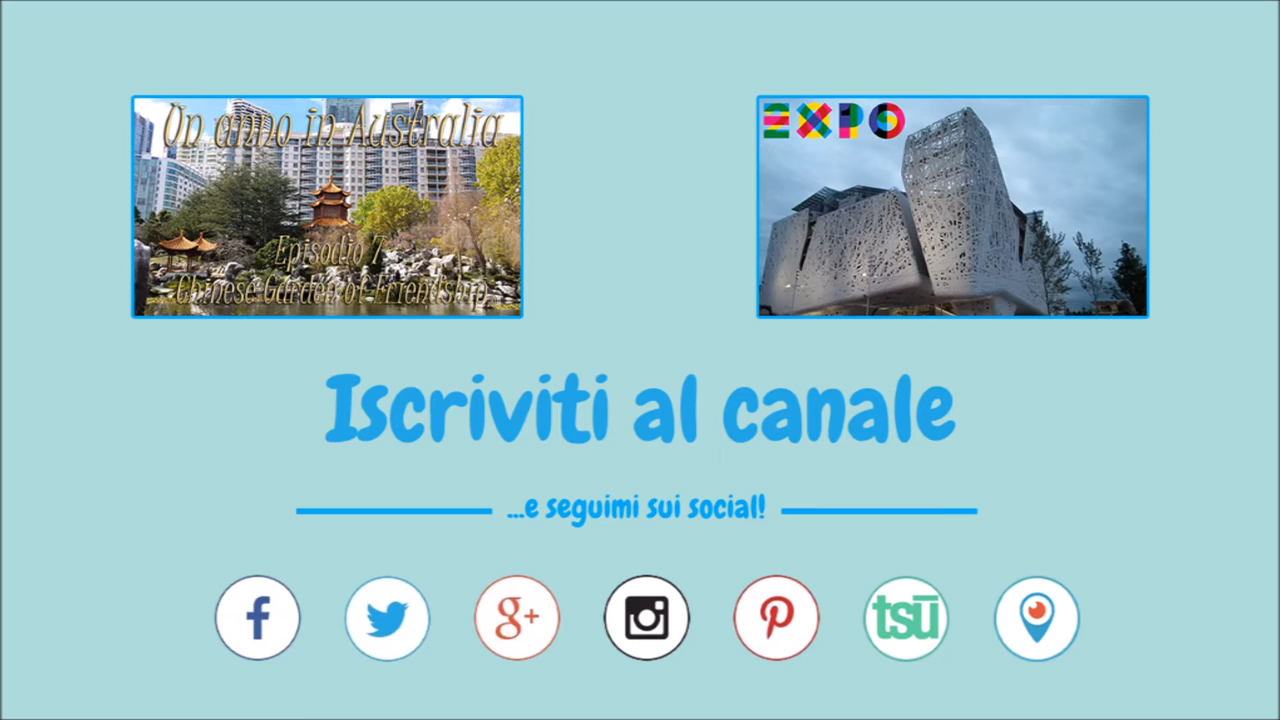 Un anno in Australia
Episodio 7
Chinese Garden of Friendship
EXPO
Iscriviti al canale
...e seguimi sui social!
f
g+
tsū